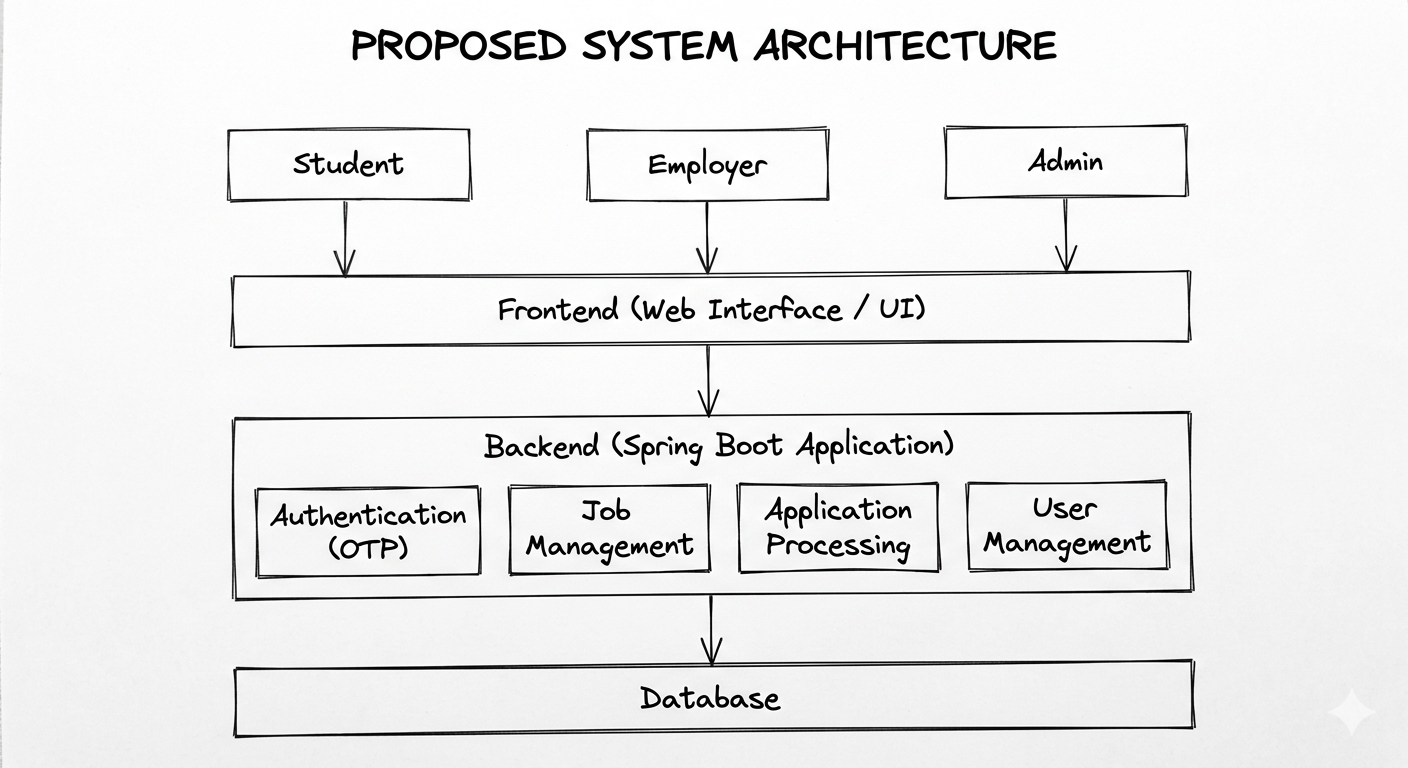 PROPOSED SYSTEM ARCHITECTURE
Student
Employer
Admin
Frontend (Web Interface / UI)
Backend (Spring Boot Application)
Authentication
(OTP)
Job
Management
Application
Processing
User
Management
Database